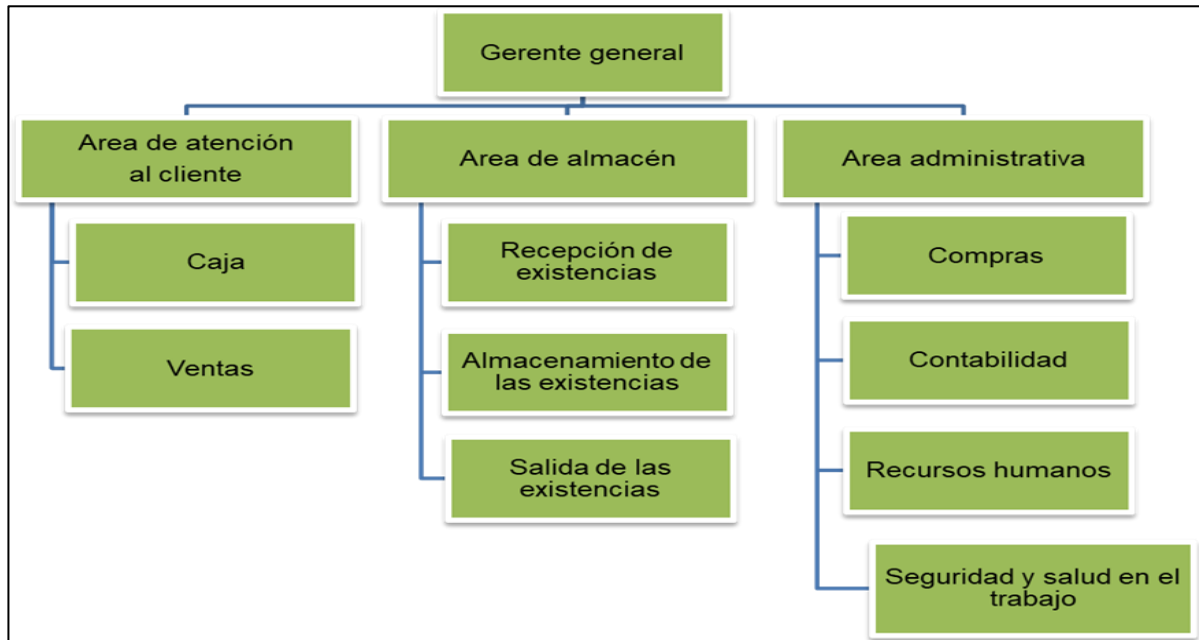 Gerente general
Area de atención
al cliente
Caja
Ventas
Area de almacén
Recepción de
existencias
Almacenamiento de
las existencias
Salida de las
existencias
Area administrativa
Compras
Contabilidad
Recursos humanos
Seguridad y salud en el
trabajo